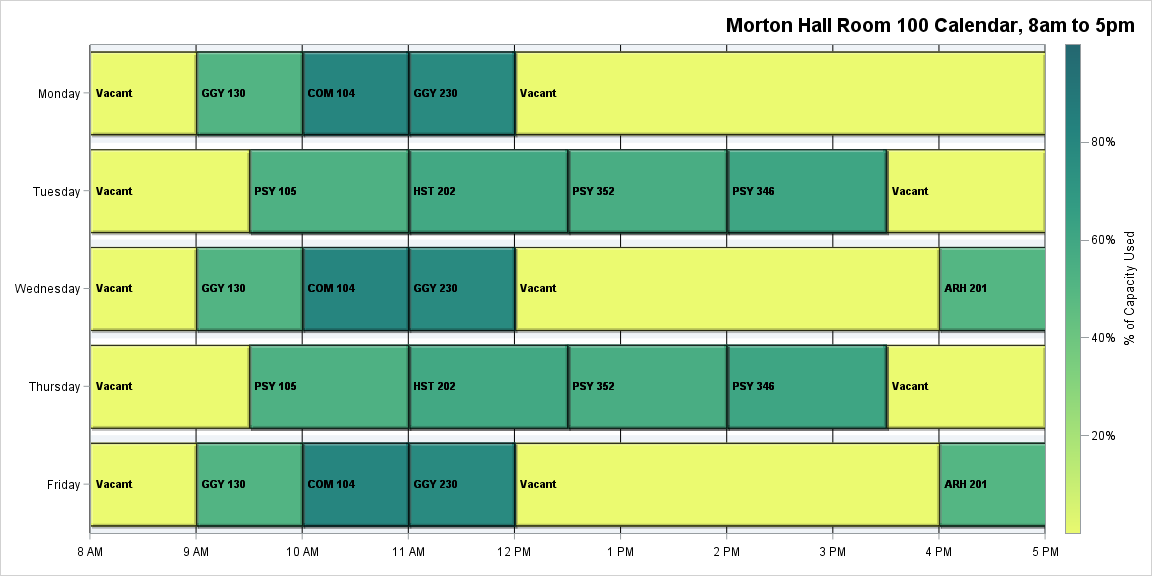 Morton Hall Room 100 Calendar, 8am to 5pm
Monday
Vacant
GGY 130
COM 104
GGY 230
Vacant
Tuesday
Vacant
PSY 105
HST 202
PSY 352
PSY 346
Vacant
Wednesday
Vacant
GGY 130
COM 104
GGY 230
Vacant
ARH 201
Thursday
Vacant
PSY 105
HST 202
PSY 352
PSY 346
Vacant
Friday
Vacant
GGY 130
COM 104
GGY 230
Vacant
ARH 201
8 AM
9 AM
10 AM
11 AM
12 PM
1 PM
2 PM
3 PM
4 PM
5 PM
80%
60%
40%
20%
% of Capacity Used